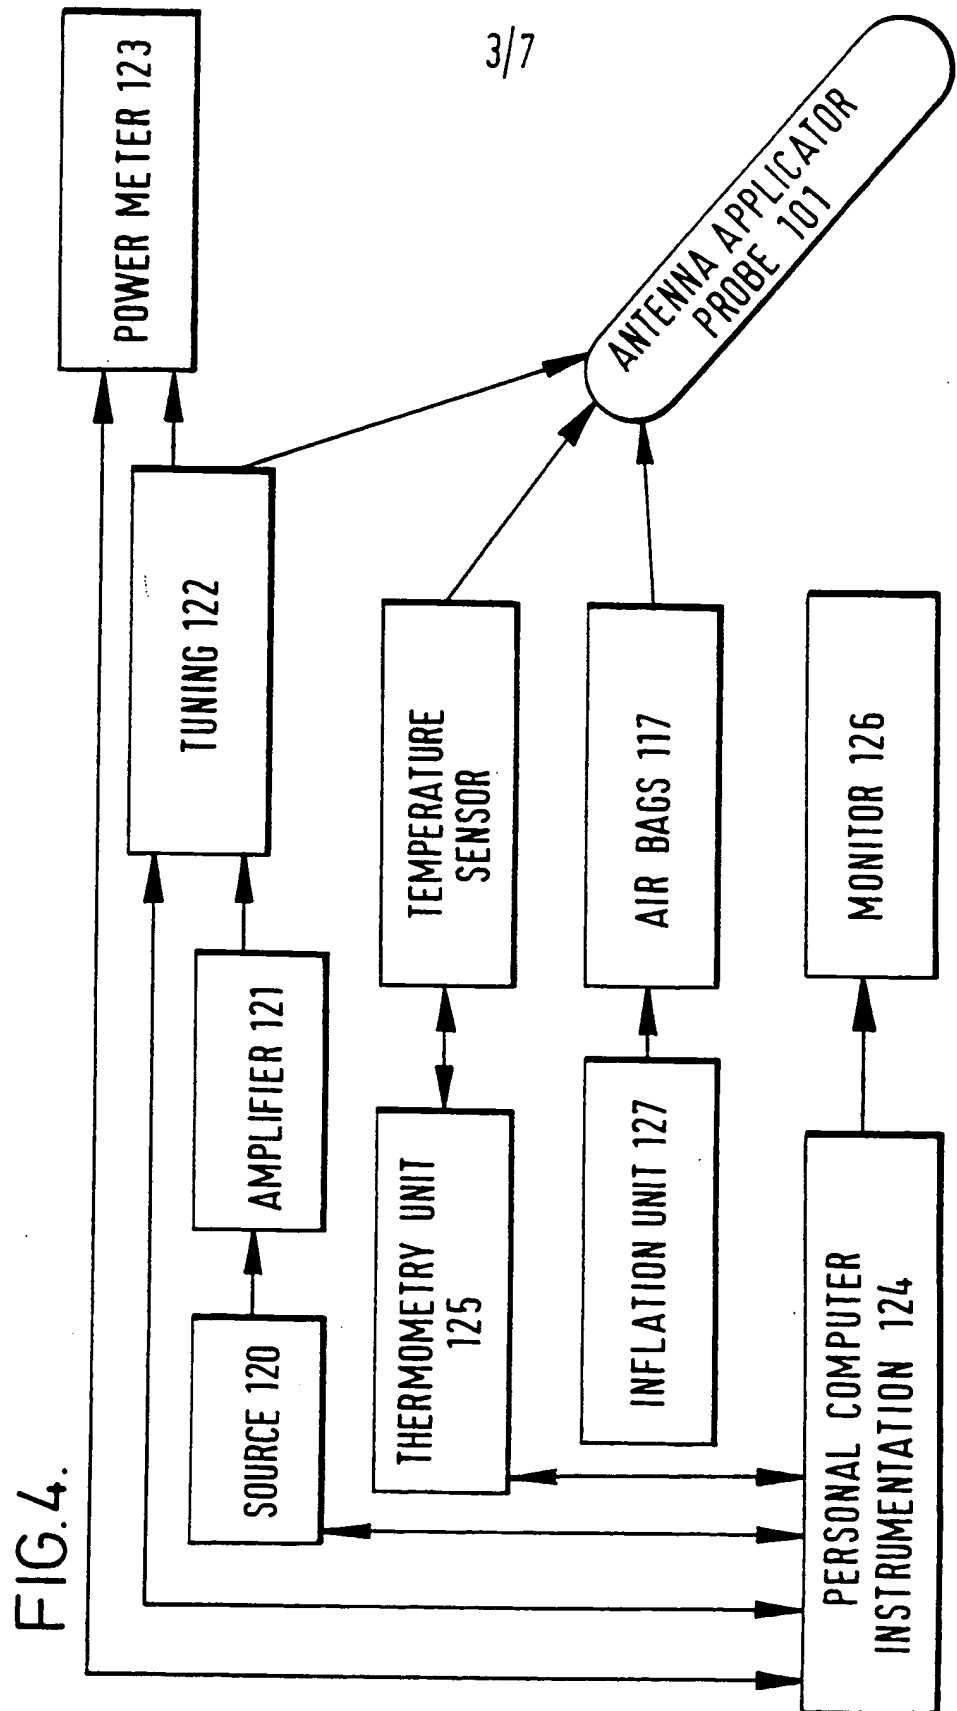 3/7
FIG.4.
POWER METER 123
TUNING 122
AMPLIFIER 121
SOURCE 120
TEMPERATURE
SENSOR
THERMOMETRY UNIT
125
AIR BAGS 117
INFLATION UNIT 127
MONITOR 126
PERSONAL COMPUTER
INSTRUMENTATION 124
ANTENNA APPLICATOR
PROBE 101